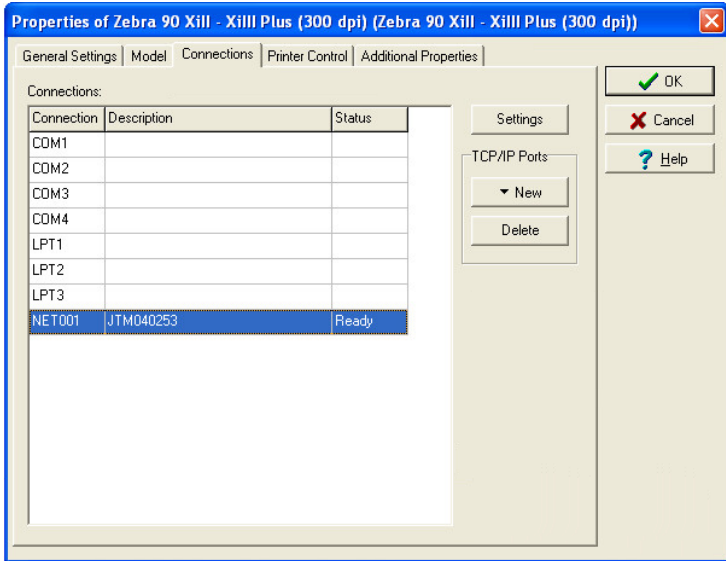 Properties of Zebra 90 XiII - XiIII Plus (300 dpi) (Zebra 90 XiII - XiIII Plus (300 dpi))
General Settings Model Connections Printer Control Additional Properties
OK
Connections:
Cancel
Connection Description Status
Settings
COM1
TCP/IP Ports
Help
COM2
New
COM3
COM4
Delete
LPT1
LPT2
LPT3
NET001 JTM040253 Ready